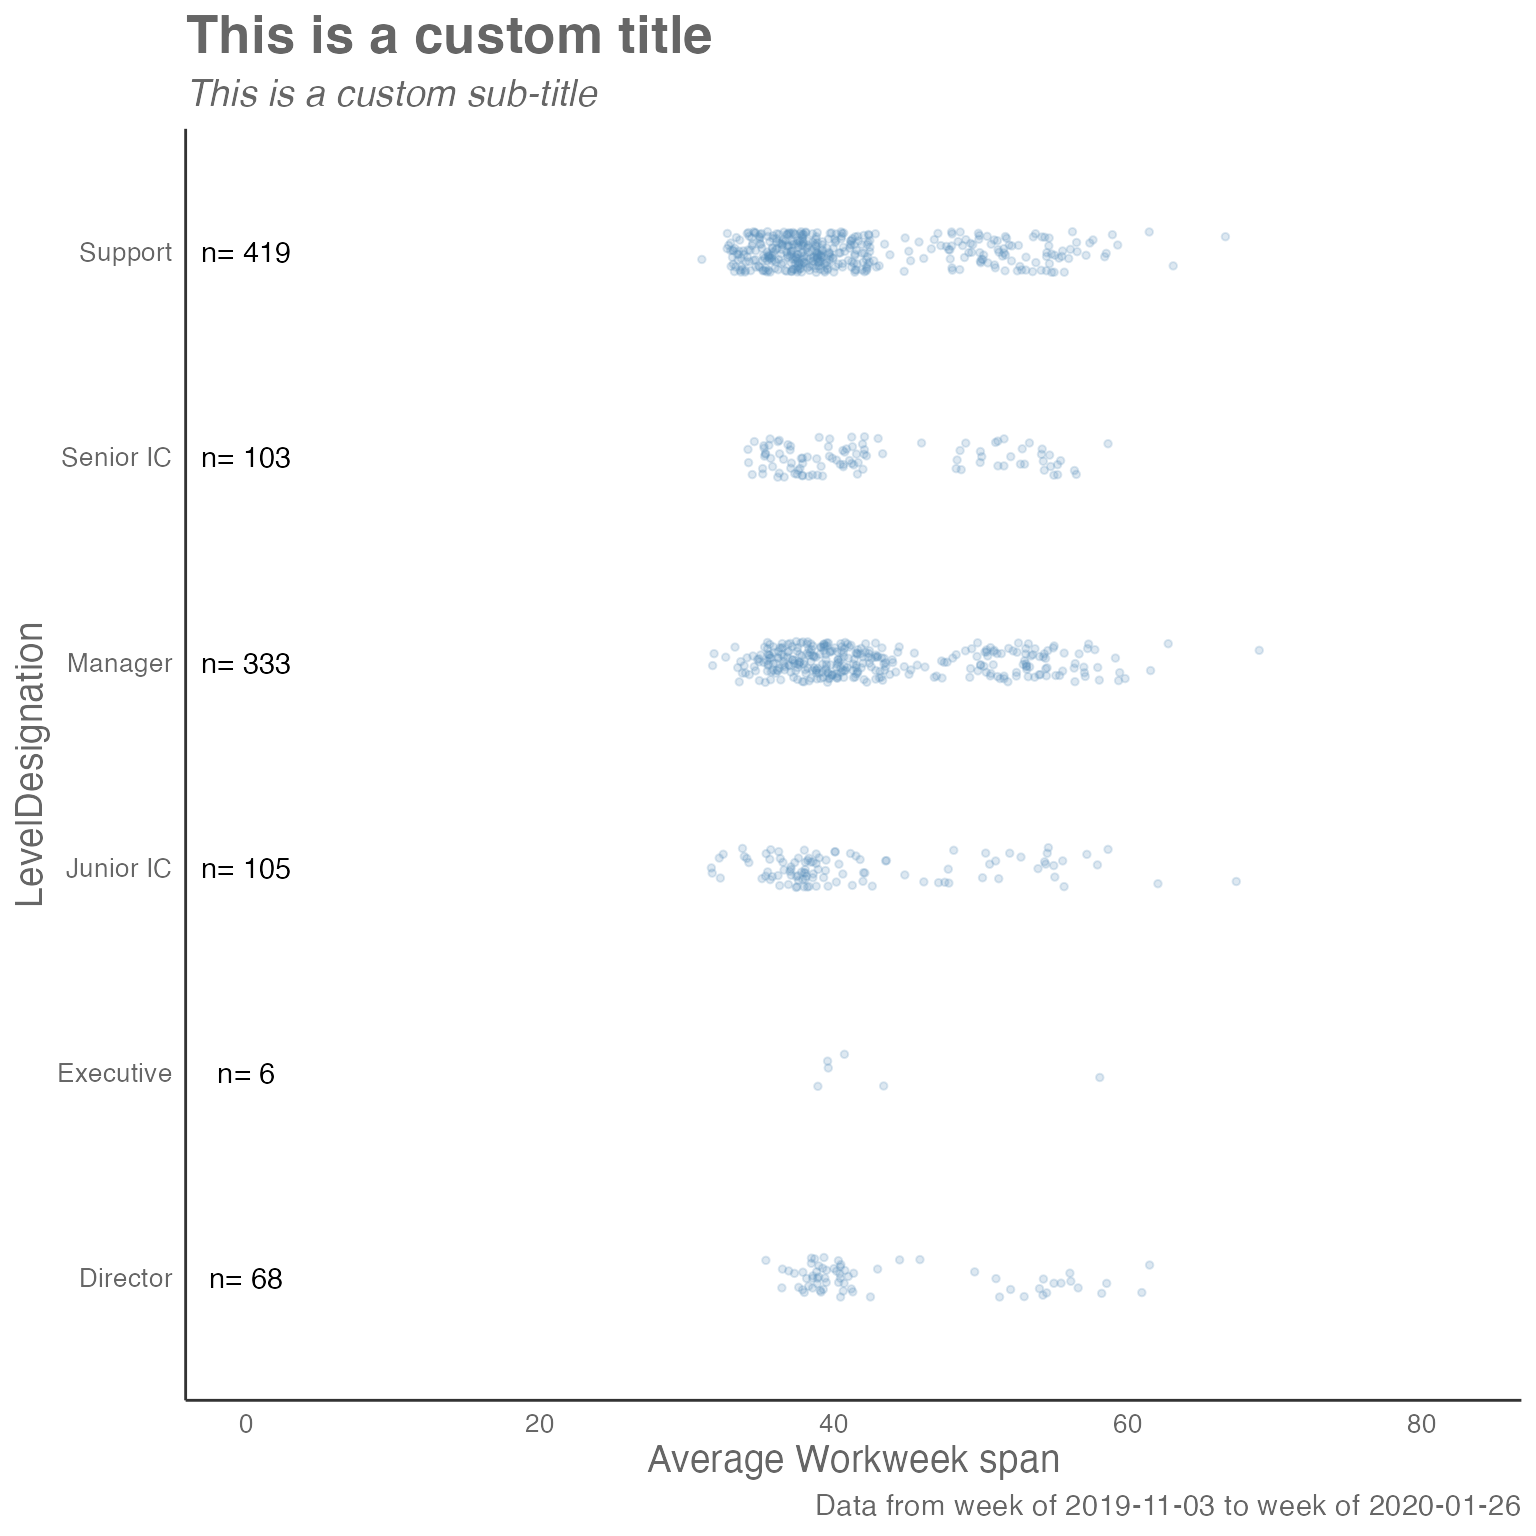 This is a custom title
This is a custom sub-title
LevelDesignation
Support n= 419
Senior IC n= 103
Manager n= 333
Junior IC n= 105
Executive n= 6
Director n= 68
0 20 40 60 80
Average Workweek span
Data from week of 2019-11-03 to week of 2020-01-26